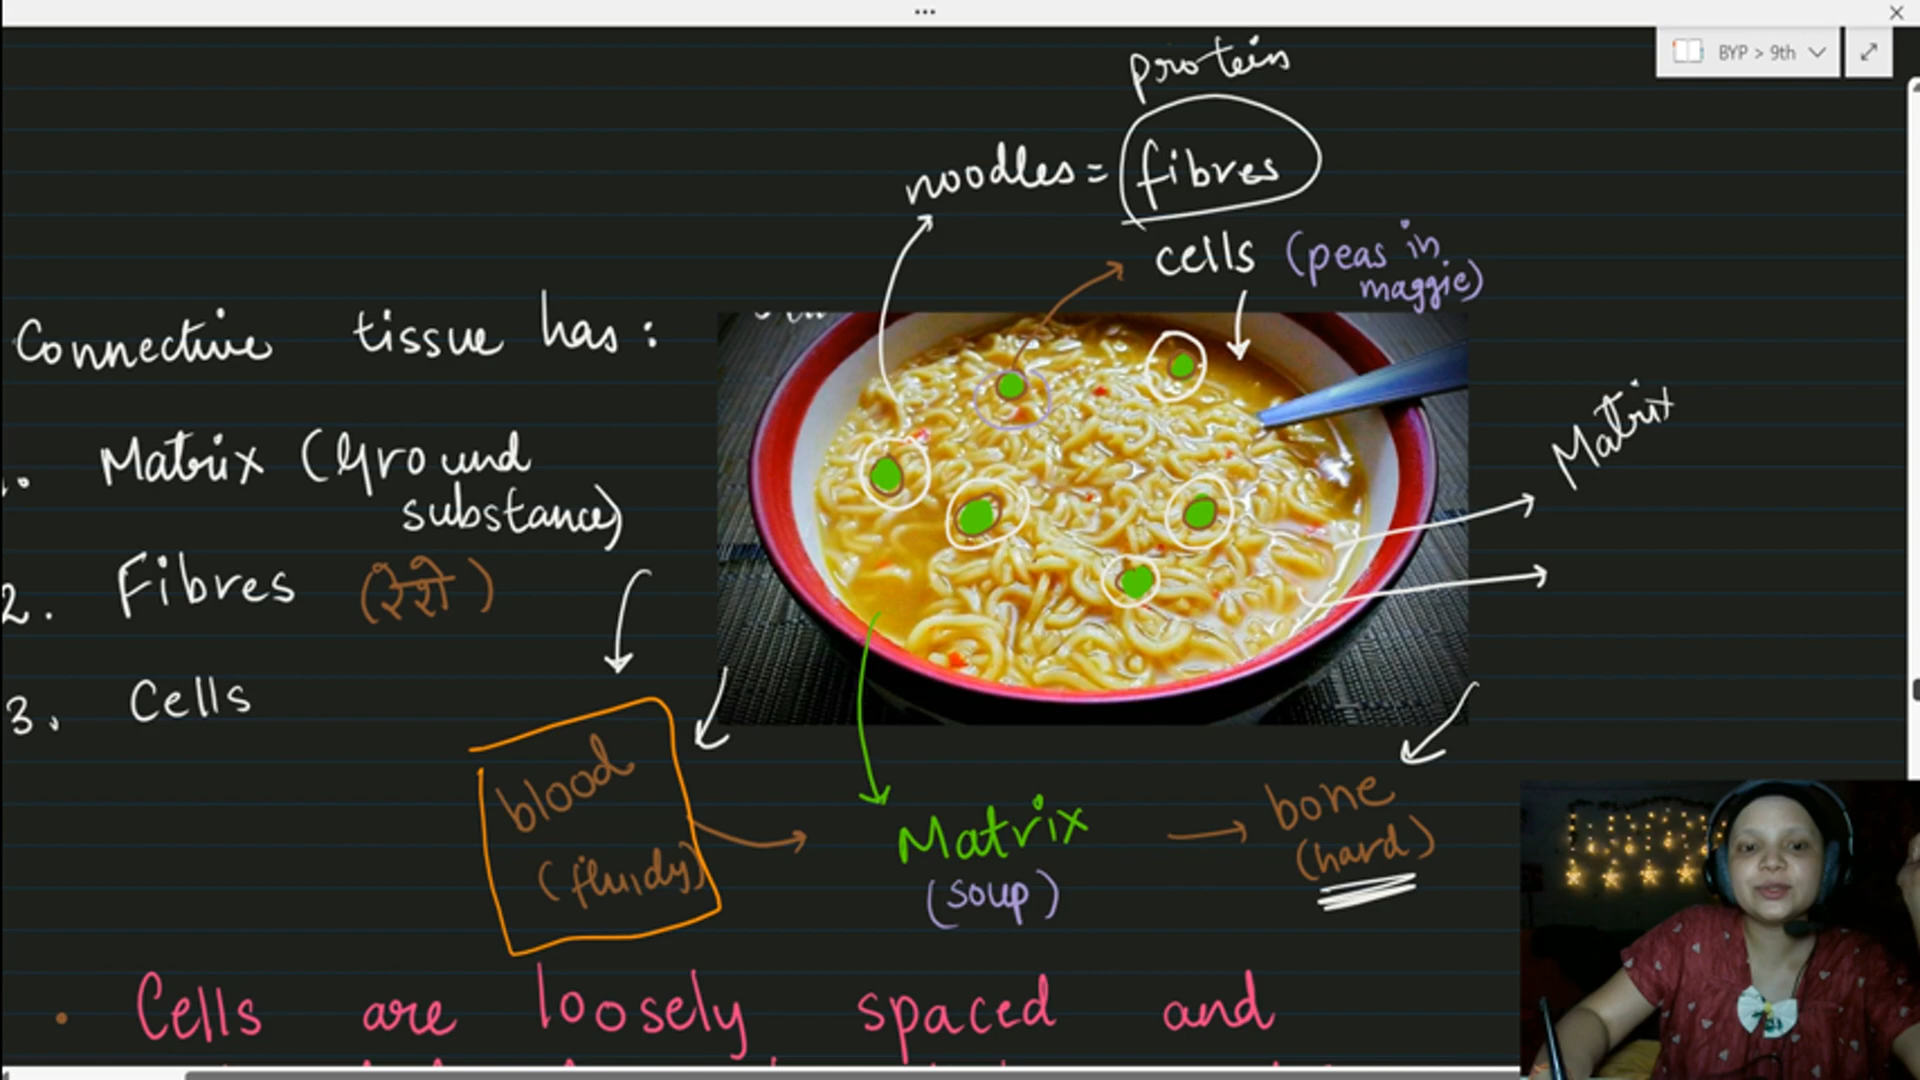 BYP > 9th
protein
noodles = fibres
cells (peas in
maggie)
Connective tissue has:
Matrix (Ground
substance)
2. Fibres (रेशे)
3. Cells
Matrix
blood
(fluidy)
Matrix
(soup)
bone
(hard)
• Cells are loosely spaced and